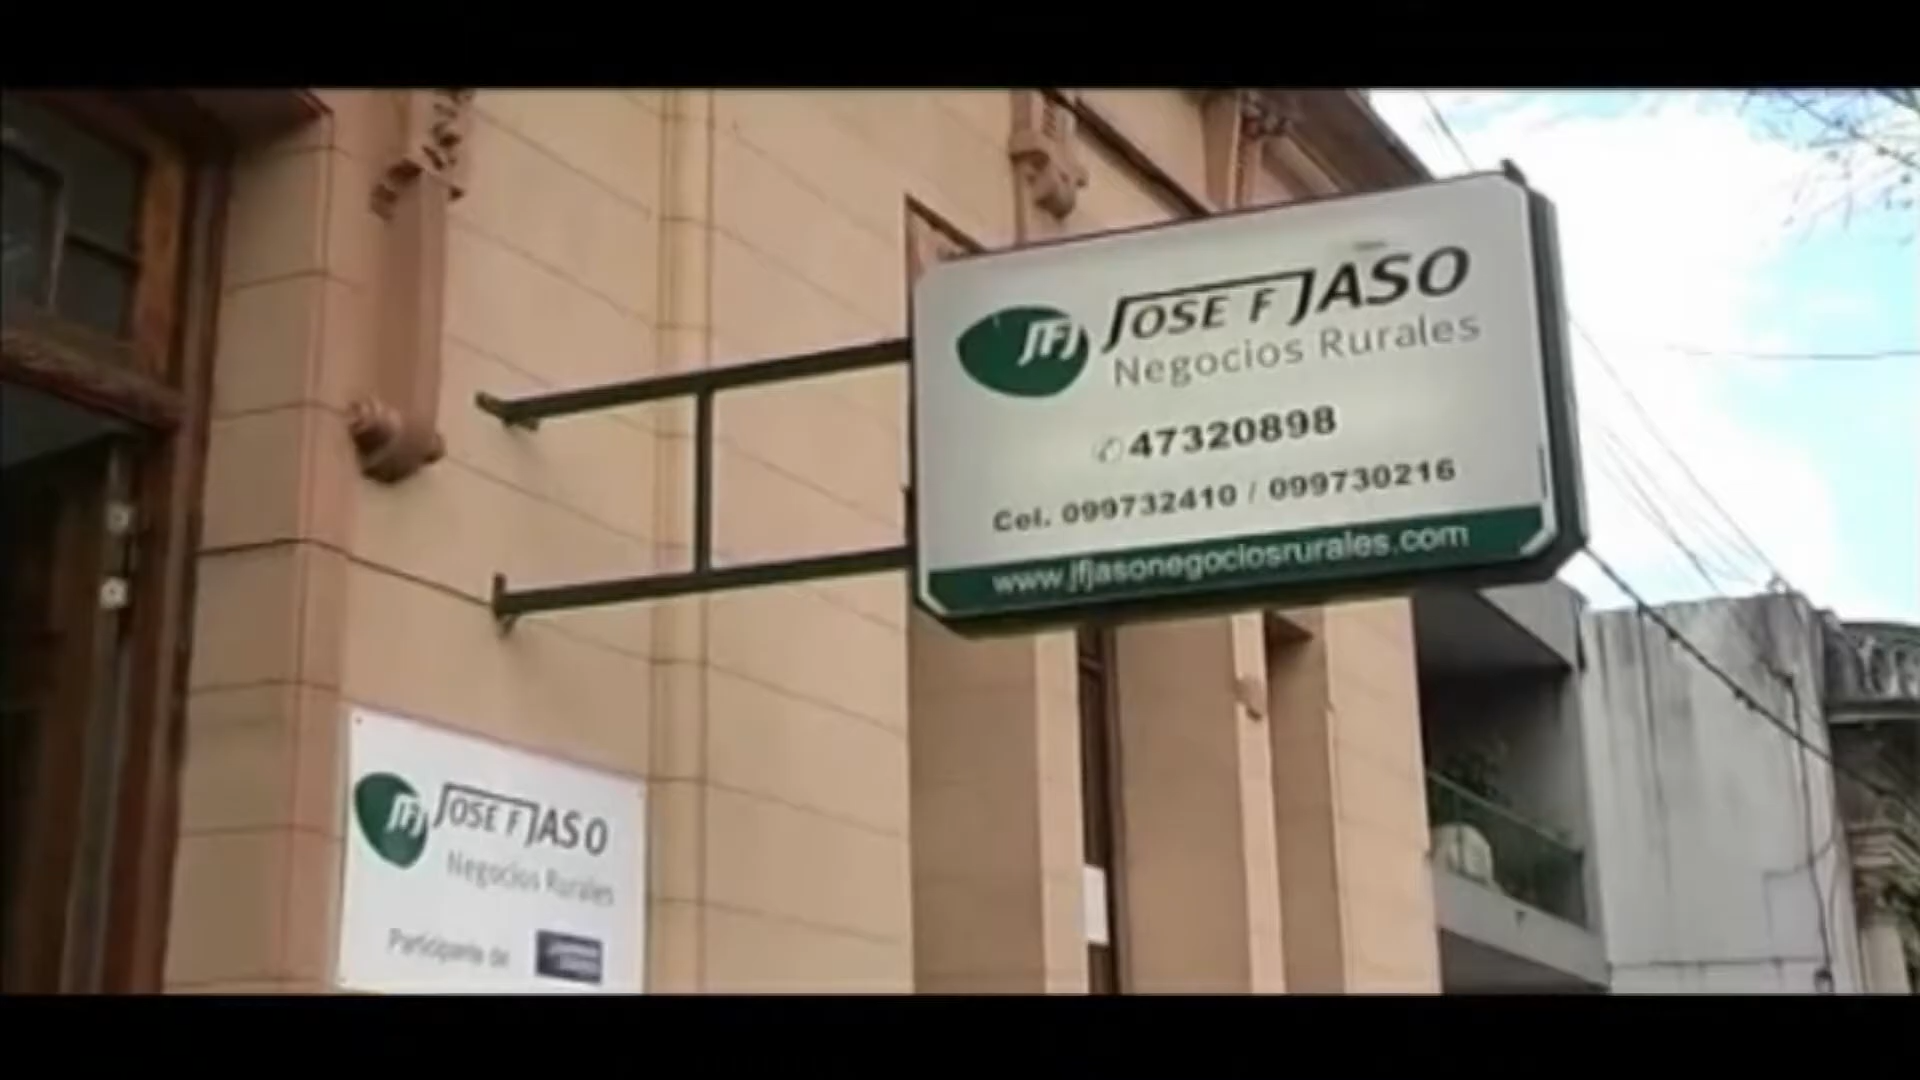 JFJ JOSE F JASO
Negocios Rurales
47320898
Cel. 099732410 / 099730216
www.jfjasonegociosrurales.com
JFJ JOSE F JASO
Negocios Rurales
Participante de